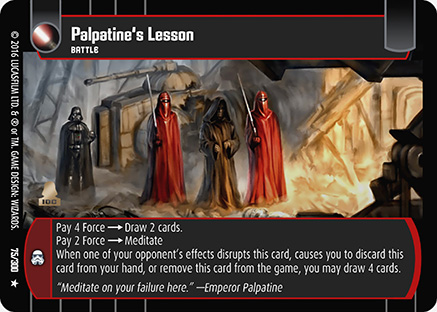 Palpatine's Lesson
BATTLE
Pay 4 Force → Draw 2 cards.
Pay 2 Force → Meditate
When one of your opponent's effects disrupts this card, causes you to discard this
card from your hand, or remove this card from the game, you may draw 4 cards.
"Meditate on your failure here." —Emperor Palpatine
© 2016 LUCASFILM LTD. & ® or TM. GAME DESIGN: WIZARDS.
75/300